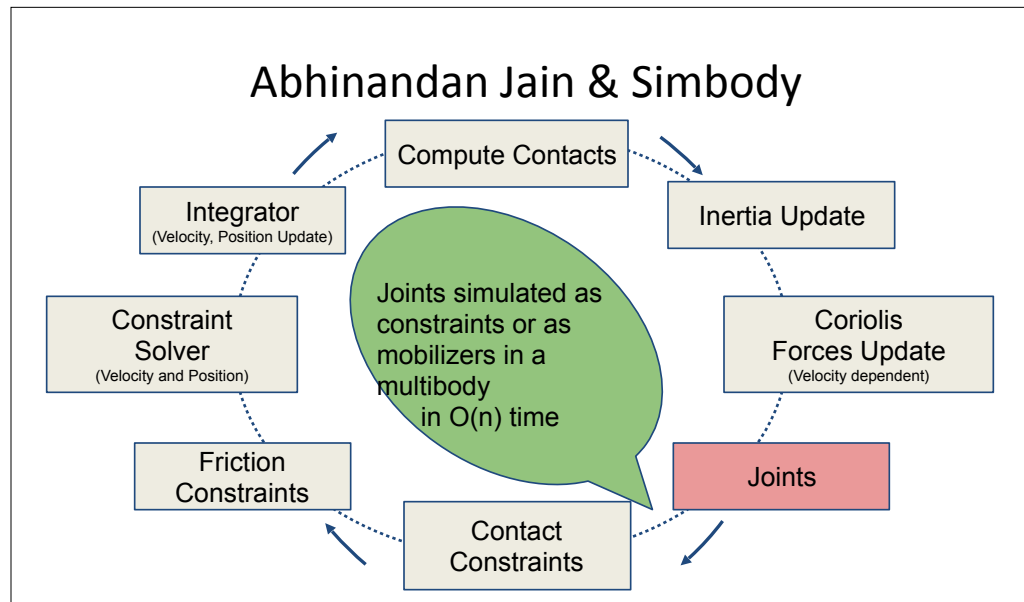 Abhinandan Jain & Simbody
Compute Contacts
Integrator
(Velocity, Position Update)
Inertia Update
Joints simulated as
constraints or as
mobilizers in a
multibody
in O(n) time
Constraint
Solver
(Velocity and Position)
Coriolis
Forces Update
(Velocity dependent)
Friction
Constraints
Joints
Contact
Constraints